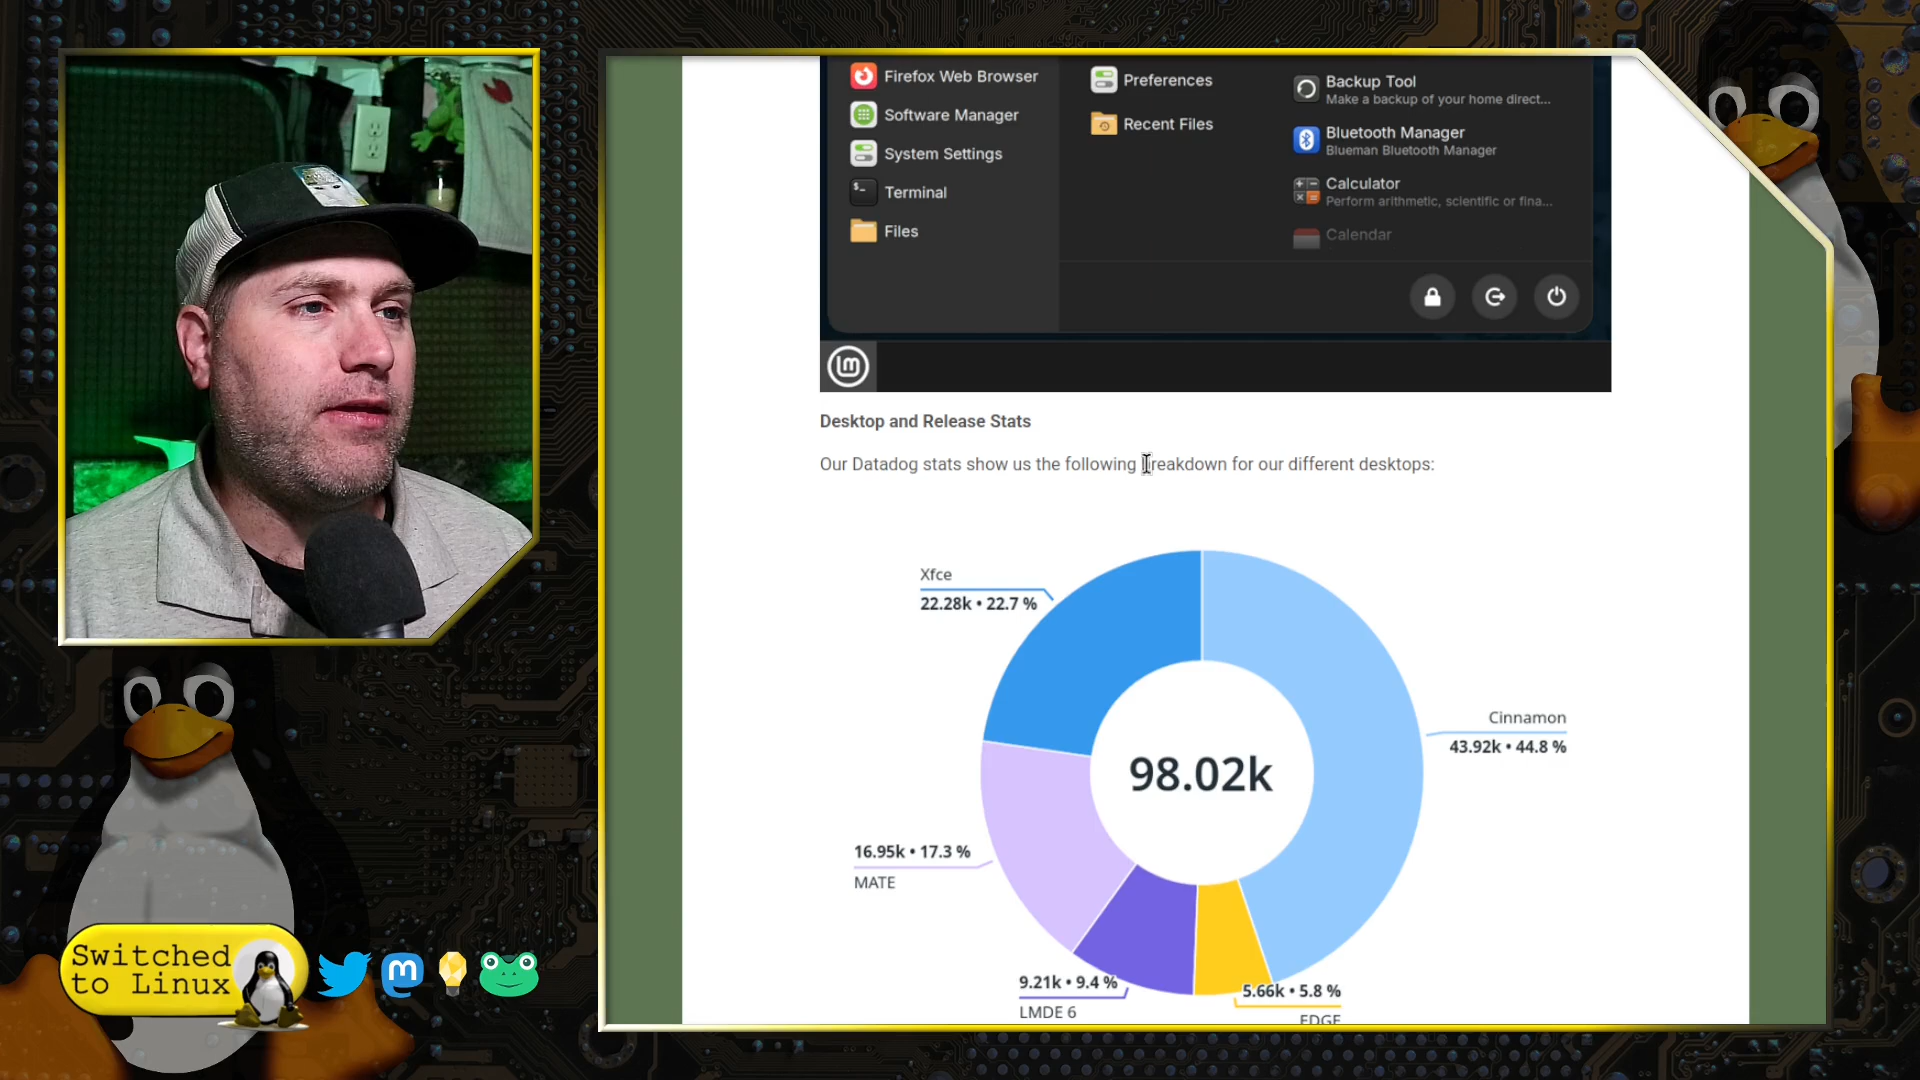 Firefox Web Browser
Software Manager
System Settings
Terminal
Files
Preferences
Recent Files
Backup Tool
Make a backup of your home direct...
Bluetooth Manager
Blueman Bluetooth Manager
Calculator
Perform arithmetic, scientific or fina...
Calendar
Desktop and Release Stats
Our Datadog stats show us the following breakdown for our different desktops:
Xfce
22.28k • 22.7 %
Cinnamon
43.92k • 44.8 %
98.02k
16.95k • 17.3 %
MATE
9.21k • 9.4 %
LMDE 6
5.66k • 5.8 %
EDGE
Switched
to Linux